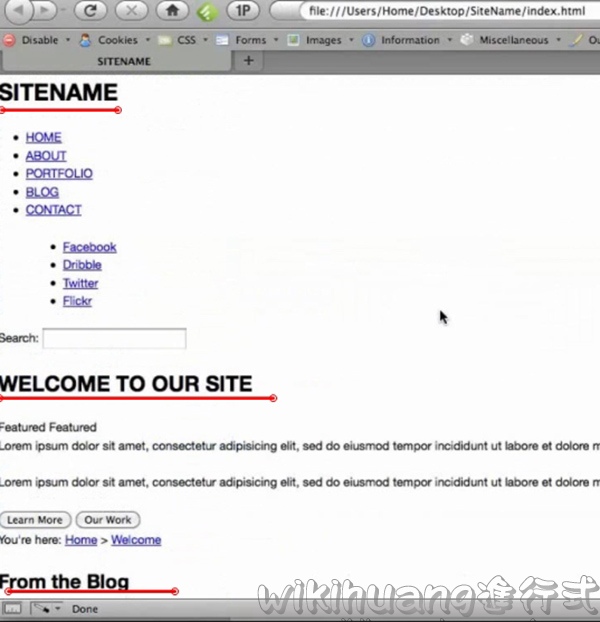 1P
file:///Users/Home/Desktop/SiteName/index.html
Disable Cookies CSS Forms Images Information Miscellaneous
SITENAME
SITENAME
HOME
ABOUT
PORTFOLIO
BLOG
CONTACT
Facebook
Dribble
Twitter
Flickr
Search:
WELCOME TO OUR SITE
Featured Featured
Lorem ipsum dolor sit amet, consectetur adipisicing elit, sed do eiusmod tempor incididunt ut labore et dolore
Lorem ipsum dolor sit amet, consectetur adipisicing elit, sed do eiusmod tempor incididunt ut labore et dolore
Learn More Our Work
You're here: Home > Welcome
From the Blog
wikihuang進行式
Done